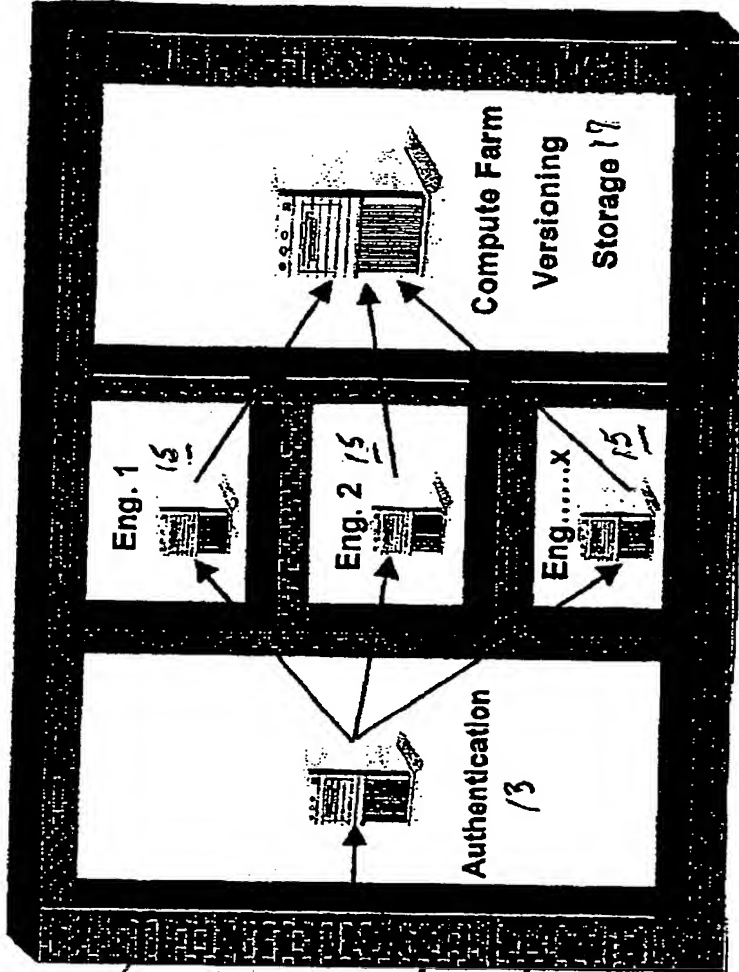 Authentication
13
Eng. 1
15
Eng. 2 15
Eng......X
15
Compute Farm
Versioning
Storage 17